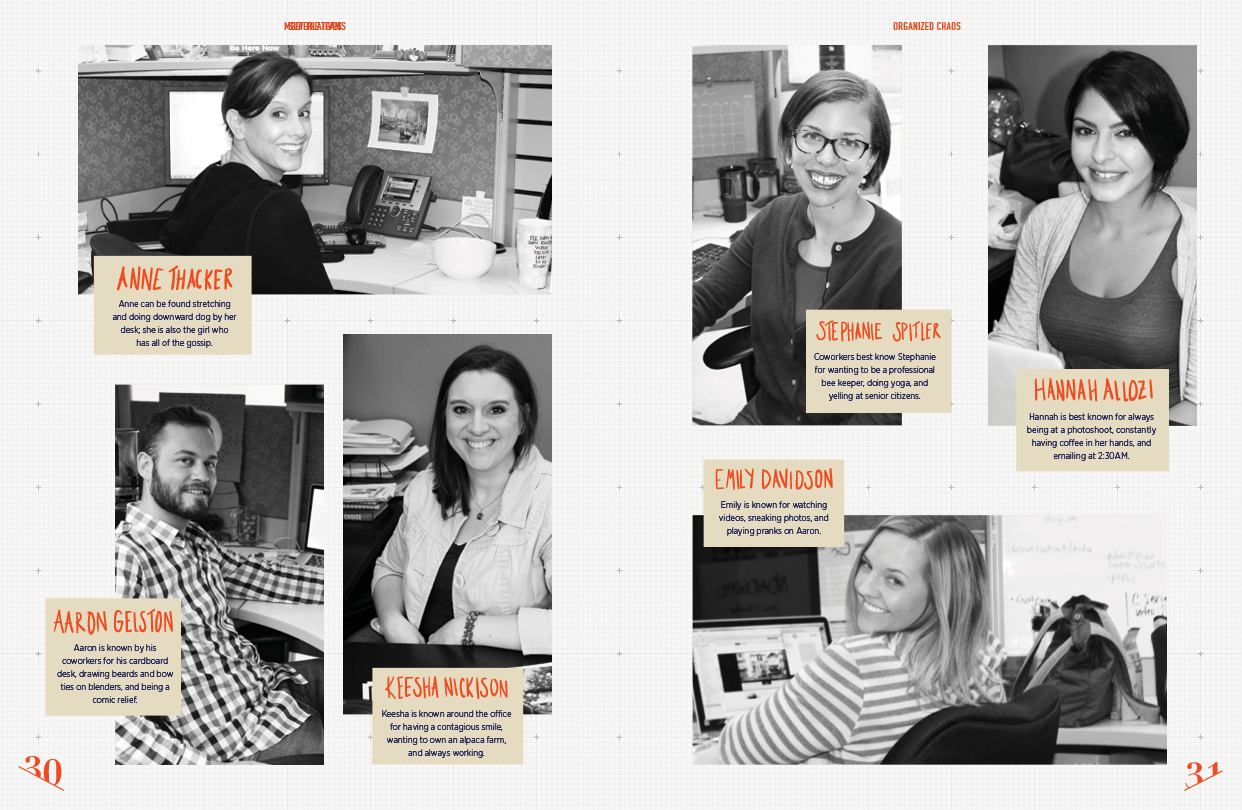 ORGANIZED CHAOS
Be Here Now
ANNE THACKER
Anne can be found stretching
and doing downward dog by her
desk; she is also the girl who
has all of the gossip.
AARON GELSTON
Aaron is known by his
coworkers for his cardboard
desk, drawing beards and bow
ties on blenders, and being a
comic relief.
KEESHA NICKISON
Keesha is known around the office
for having a contagious smile,
wanting to own an alpaca farm,
and always working.
30
STEPHANIE SPITLER
Coworkers best know Stephanie
for wanting to be a professional
bee keeper, doing yoga, and
yelling at senior citizens.
HANNAH ALLOZI
Hannah is best known for always
being at a photoshoot, constantly
having coffee in her hands, and
emailing at 2:30AM.
EMILY DAVIDSON
Emily is known for watching
videos, sneaking photos, and
playing pranks on Aaron.
31